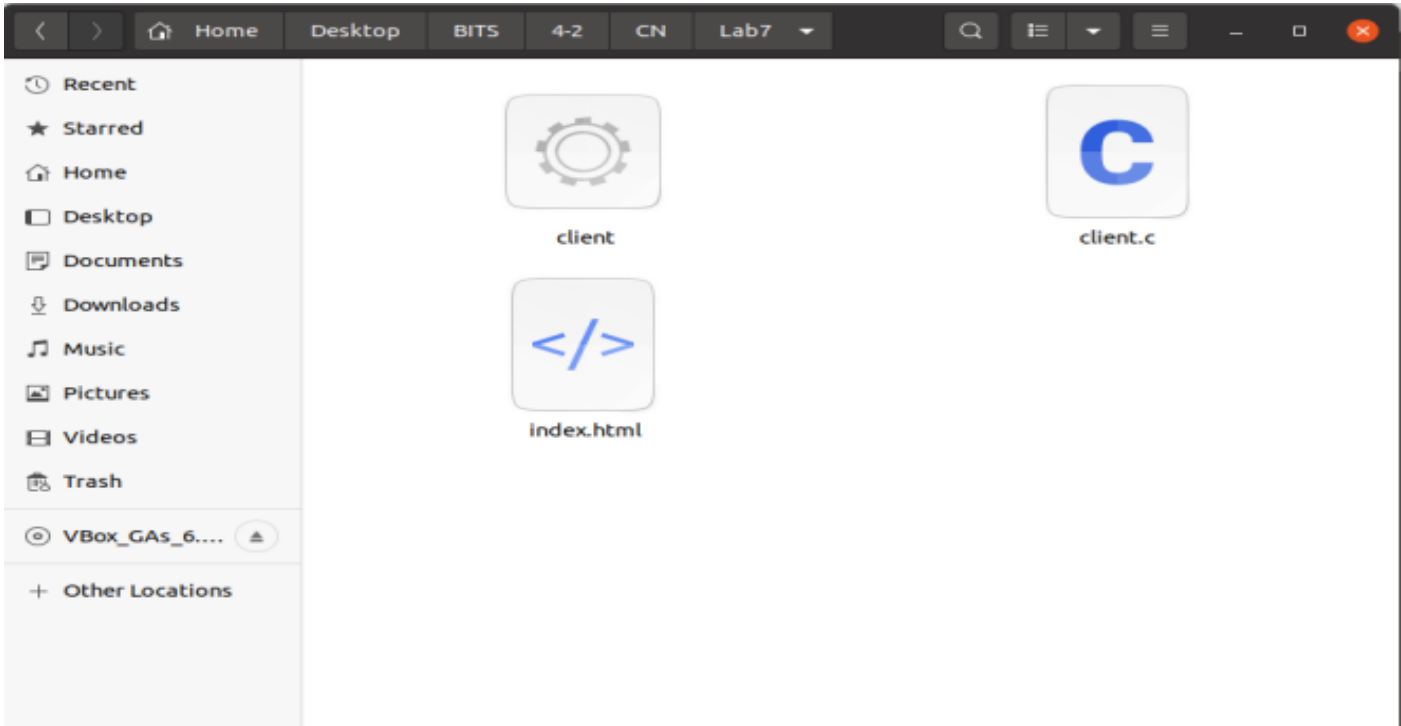 Home Desktop BITS 4-2 CN Lab7
Recent
Starred
Home
Desktop
Documents
Downloads
Music
Pictures
Videos
Trash
VBox_GAs_6....
+ Other Locations
client
client.c
</>
index.html